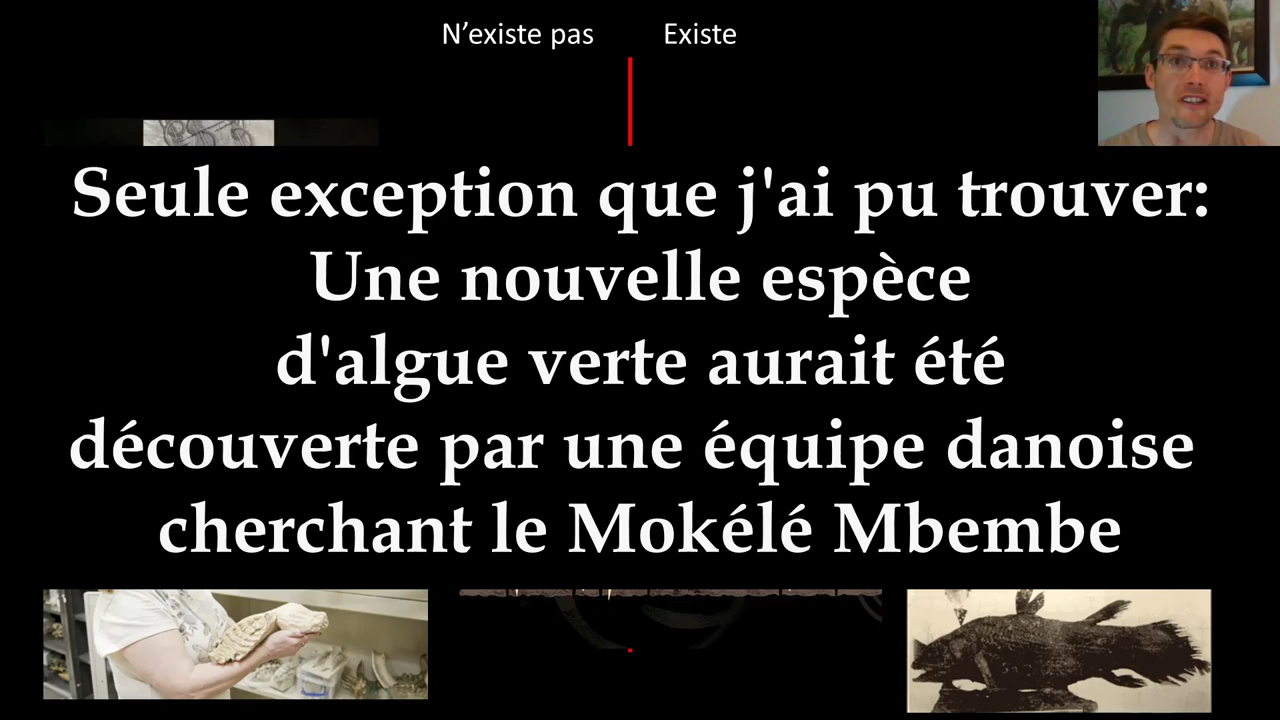 N’existe pas
Existe
Seule exception que j'ai pu trouver:
Une nouvelle espèce
d'algue verte aurait été
découverte par une équipe danoise
cherchant le Mokélé Mbembe